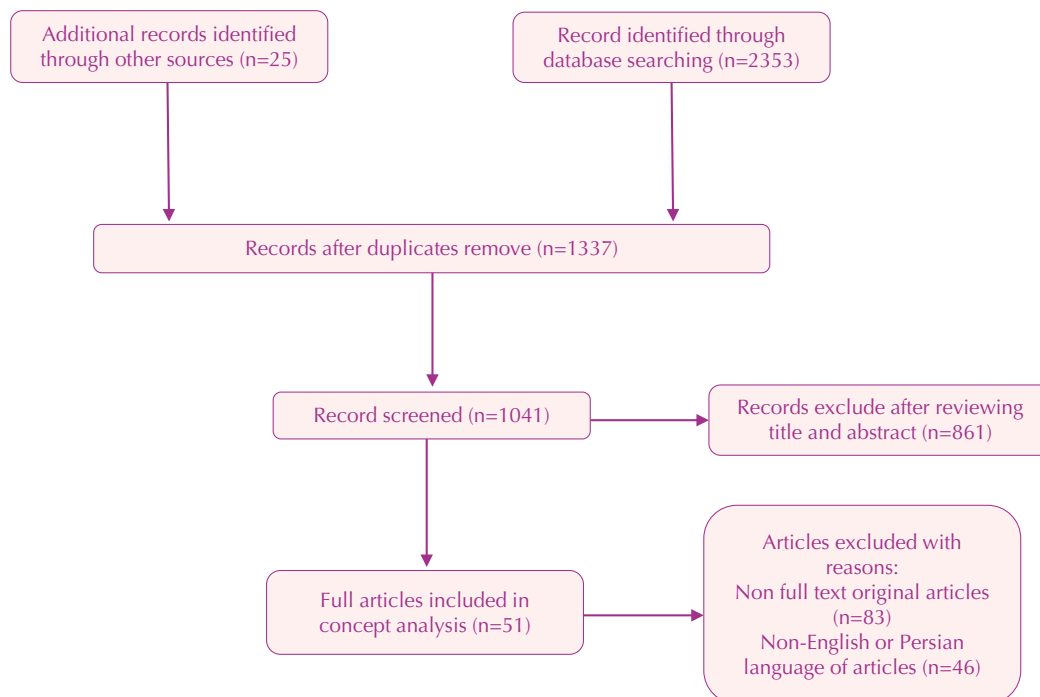 Additional records identified
through other sources (n=25)
Record identified through
database searching (n=2353)
Records after duplicates remove (n=1337)
Record screened (n=1041)
Records exclude after reviewing
title and abstract (n=861)
Full articles included in
concept analysis (n=51)
Articles excluded with
reasons:
Non full text original articles
(n=83)
Non-English or Persian
language of articles (n=46)